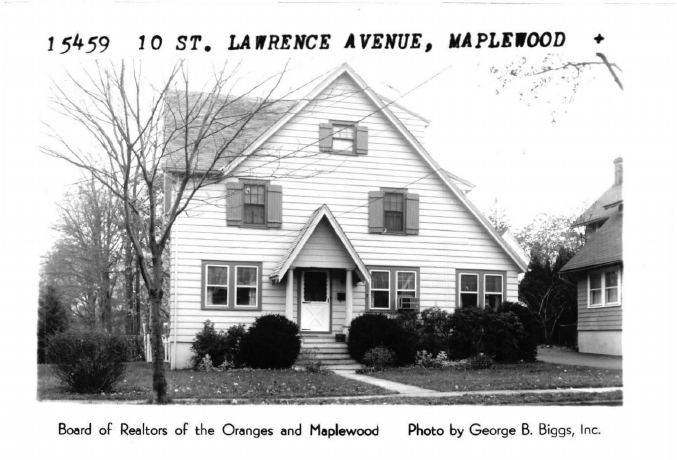 15459 10 ST. LAWRENCE AVENUE, MAPLEWOOD +
Board of Realtors of the Oranges and Maplewood Photo by George B. Biggs, Inc.